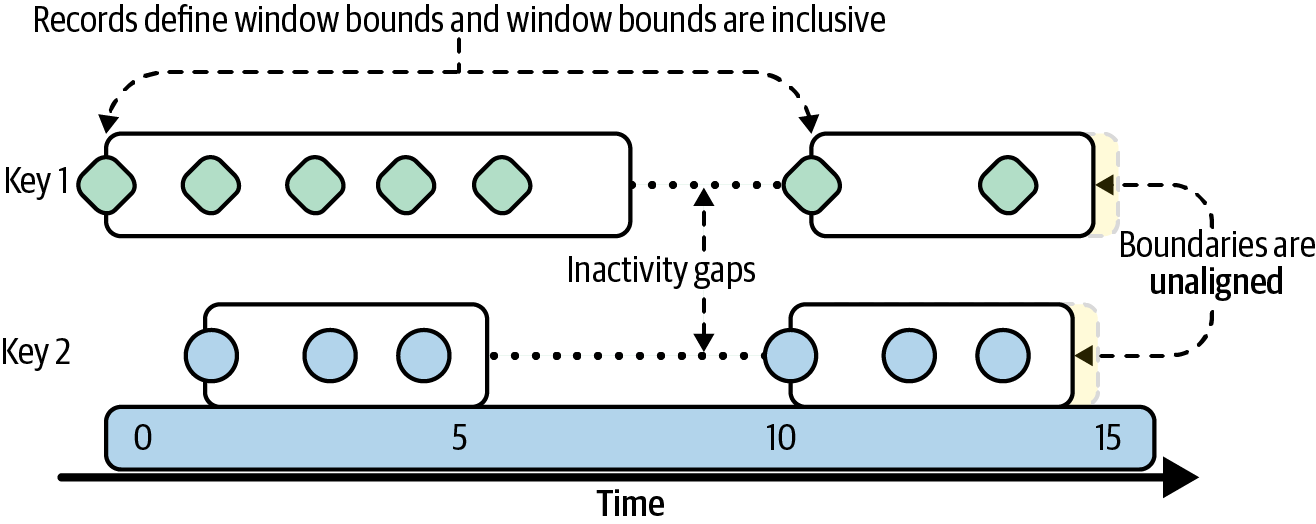 Records define window bounds and window bounds are inclusive
Key 1
Inactivity gaps
Boundaries are
unaligned
Key 2
0 5 10 15
Time